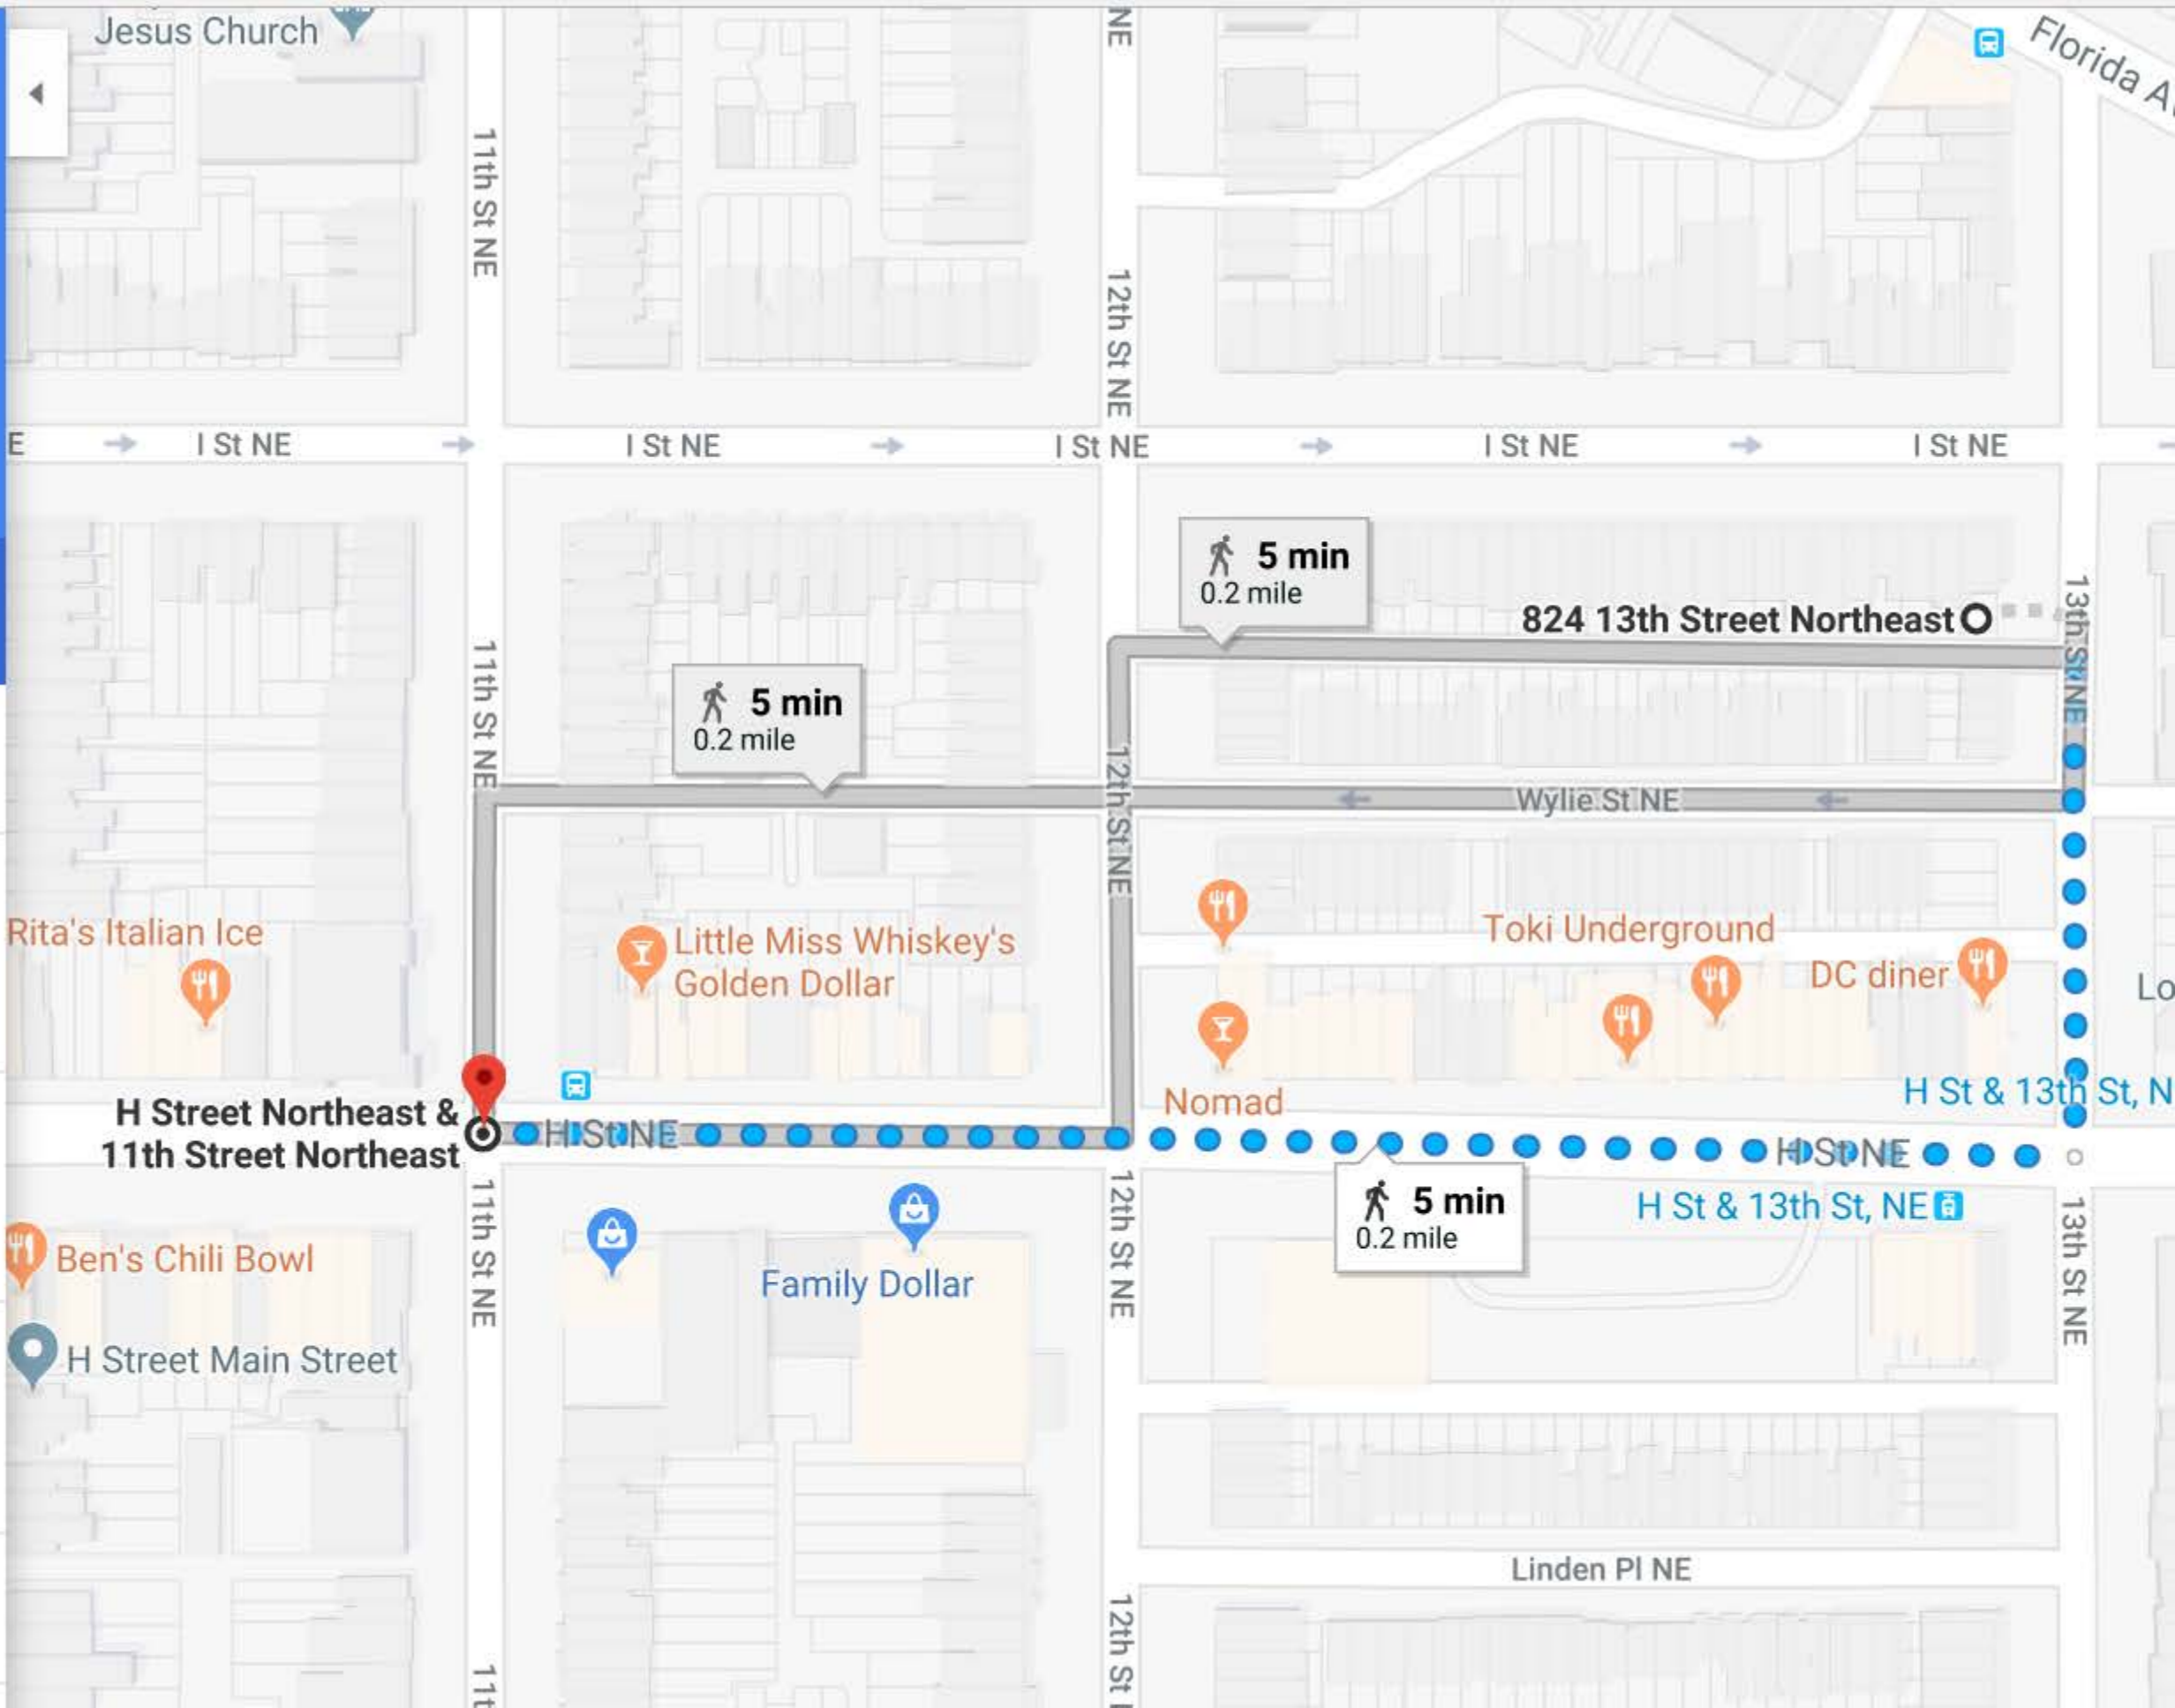 Jesus Church
NE
Florida A
11th St NE
12th St NE
E
I St NE
I St NE
I St NE
I St NE
I St NE
5 min
0.2 mile
824 13th Street Northeast
13th St NE
11th St NE
5 min
0.2 mile
12th St NE
Wylie St NE
Rita's Italian Ice
Little Miss Whiskey's
Golden Dollar
Toki Underground
DC diner
Lo
H Street Northeast &
11th Street Northeast
H St NE
Nomad
H St & 13th St, N
H St NE
5 min
0.2 mile
H St & 13th St, NE
11th St NE
12th St NE
13th St NE
Ben's Chili Bowl
Family Dollar
H Street Main Street
Linden Pl NE
11t
12th St